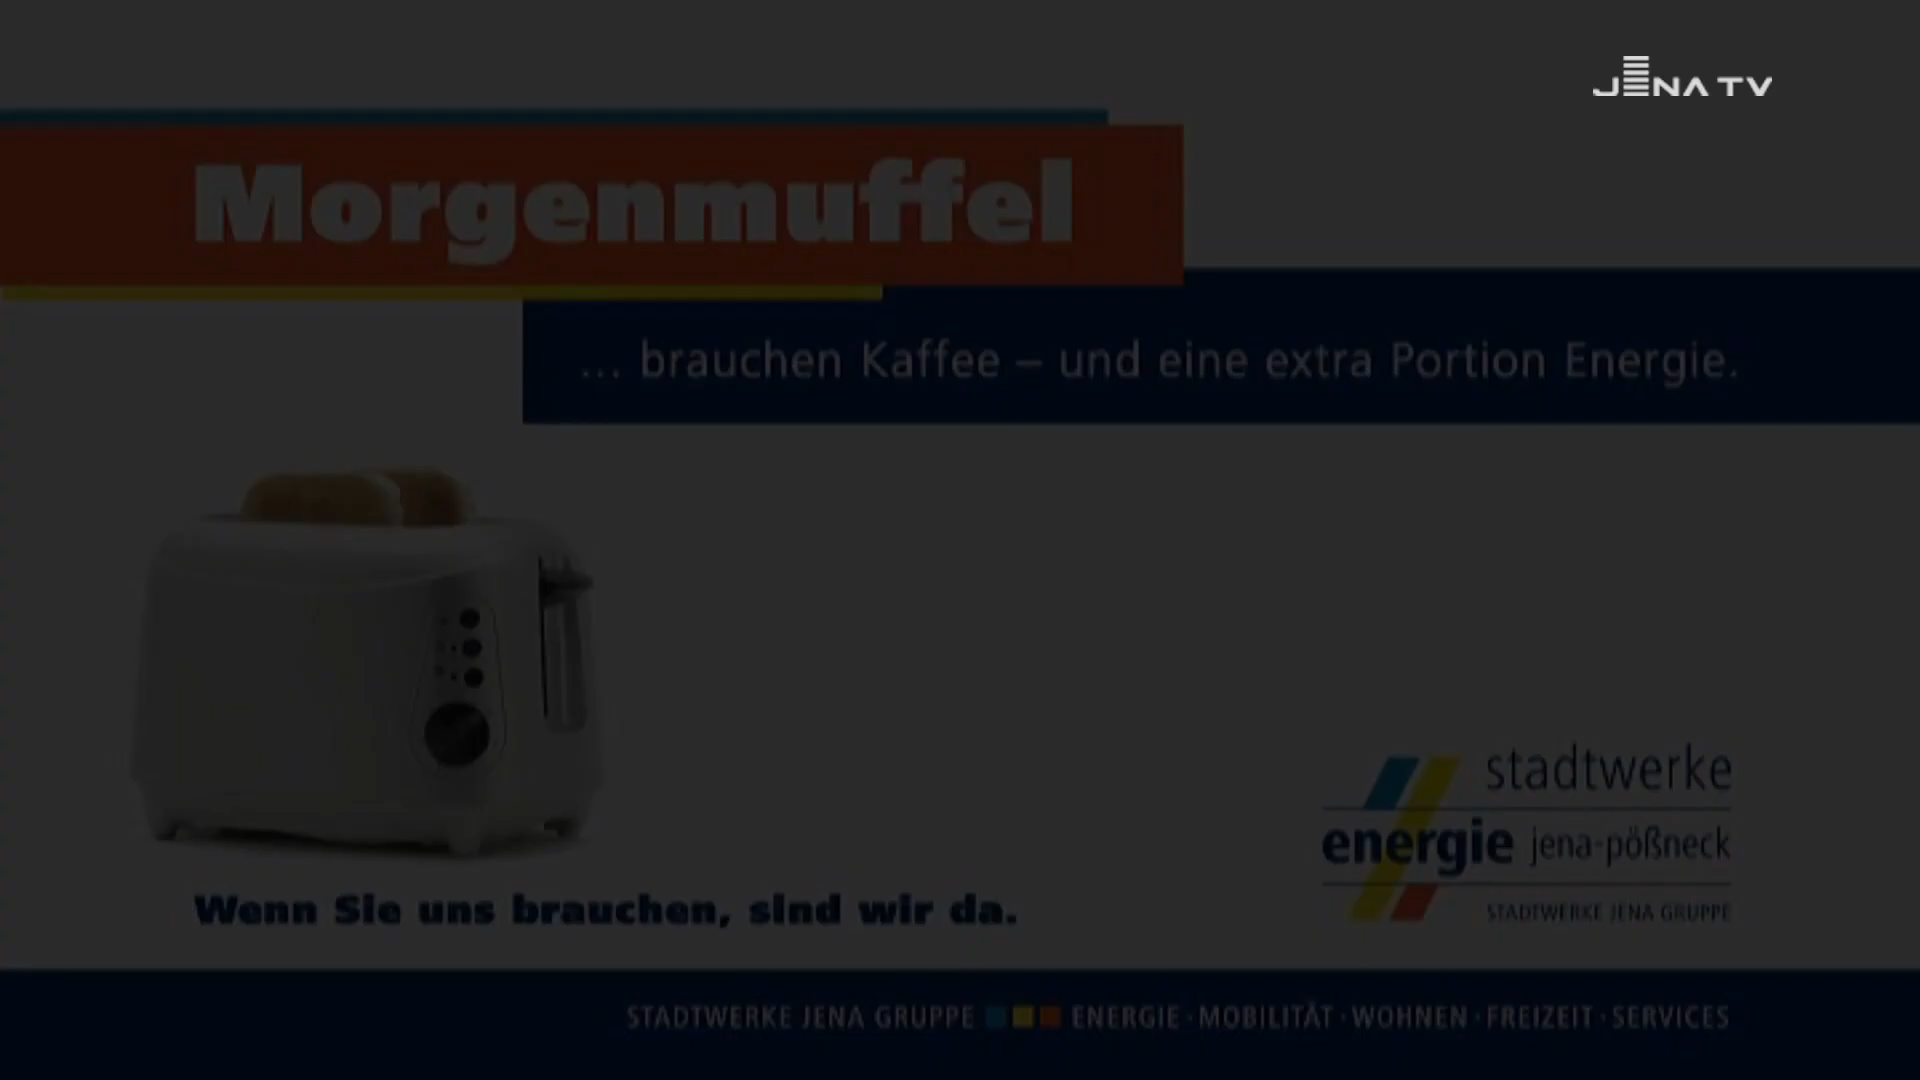 JENA TV
Morgenmuffel
... brauchen Kaffee – und eine extra Portion Energie.
stadtwerke
energie jena-pößneck
STADTWERKE JENA GRUPPE
Wenn Sie uns brauchen, sind wir da.
STADTWERKE JENA GRUPPE ENERGIE · MOBILITÄT · WOHNEN · FREIZEIT · SERVICES